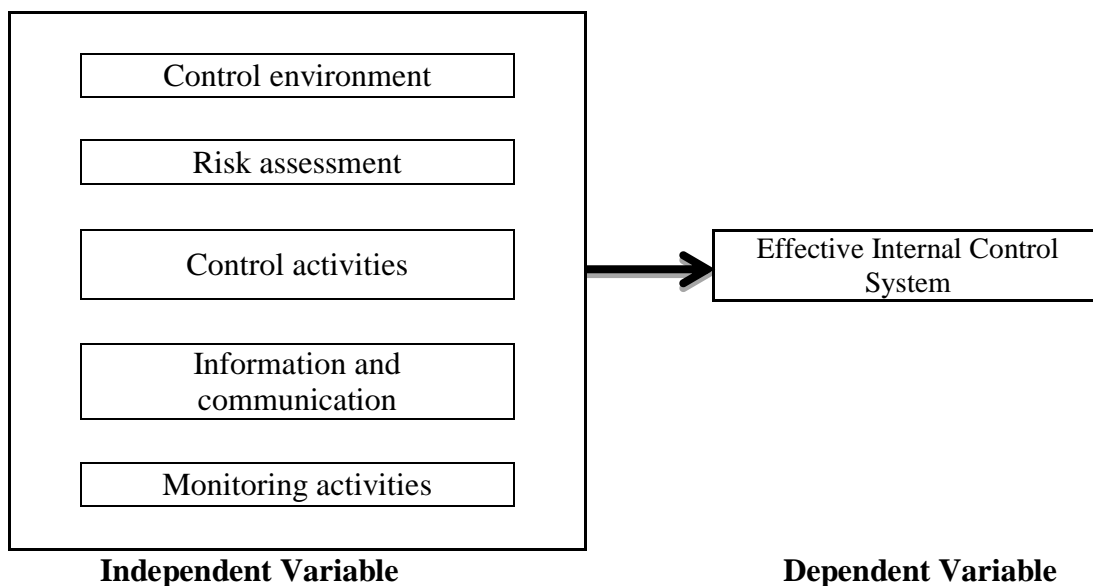 Control environment
Risk assessment
Control activities
Information and
communication
Monitoring activities
Independent Variable
Effective Internal Control
System
Dependent Variable